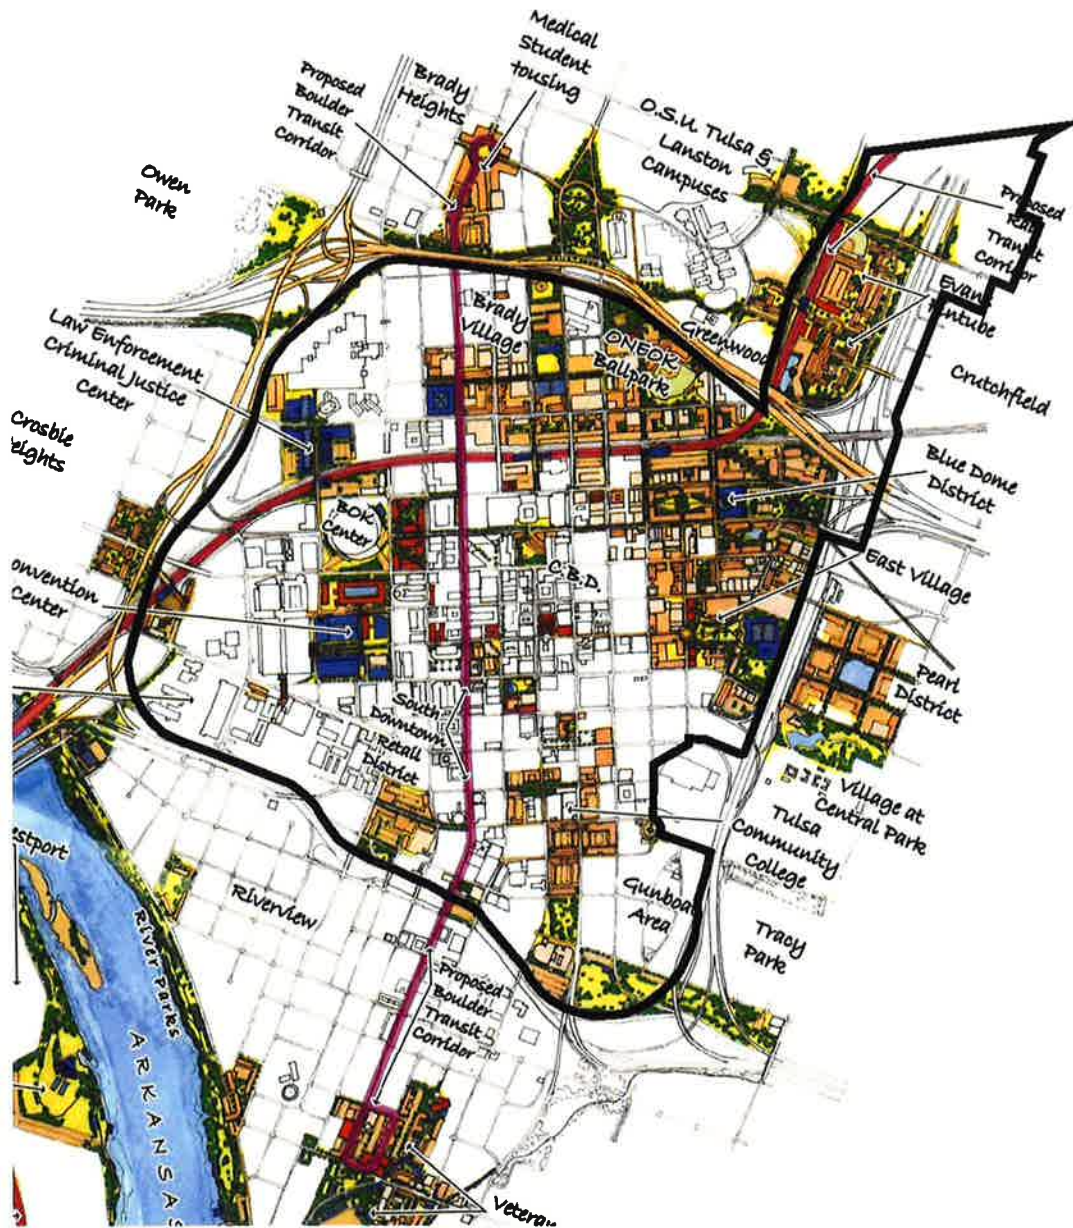 Medical
Student
Housing
Brady
Heights
Proposed
Boulder
Transit
Corridor
O.S.U. Tulsa &
Lanston
Campuses
Owen
Park
Proposed
Rail
Transit
Corridor
Evans
Fintube
Brady
Village
Greenwood
ONEOK
Ballpark
Law Enforcement
Criminal Justice
Center
Crutchfield
Crosbie
Heights
Blue Dome
District
BOK
Center
C.B.D.
East Village
Convention
Center
Pearl
District
South
Downtown
Retail
District
Village at
Central Park
Tulsa
Community
College
Westport
Riverview
Gunboat
Area
Tracy
Park
River Parks
Proposed
Boulder
Transit
Corridor
ARKANSAS
Veteran